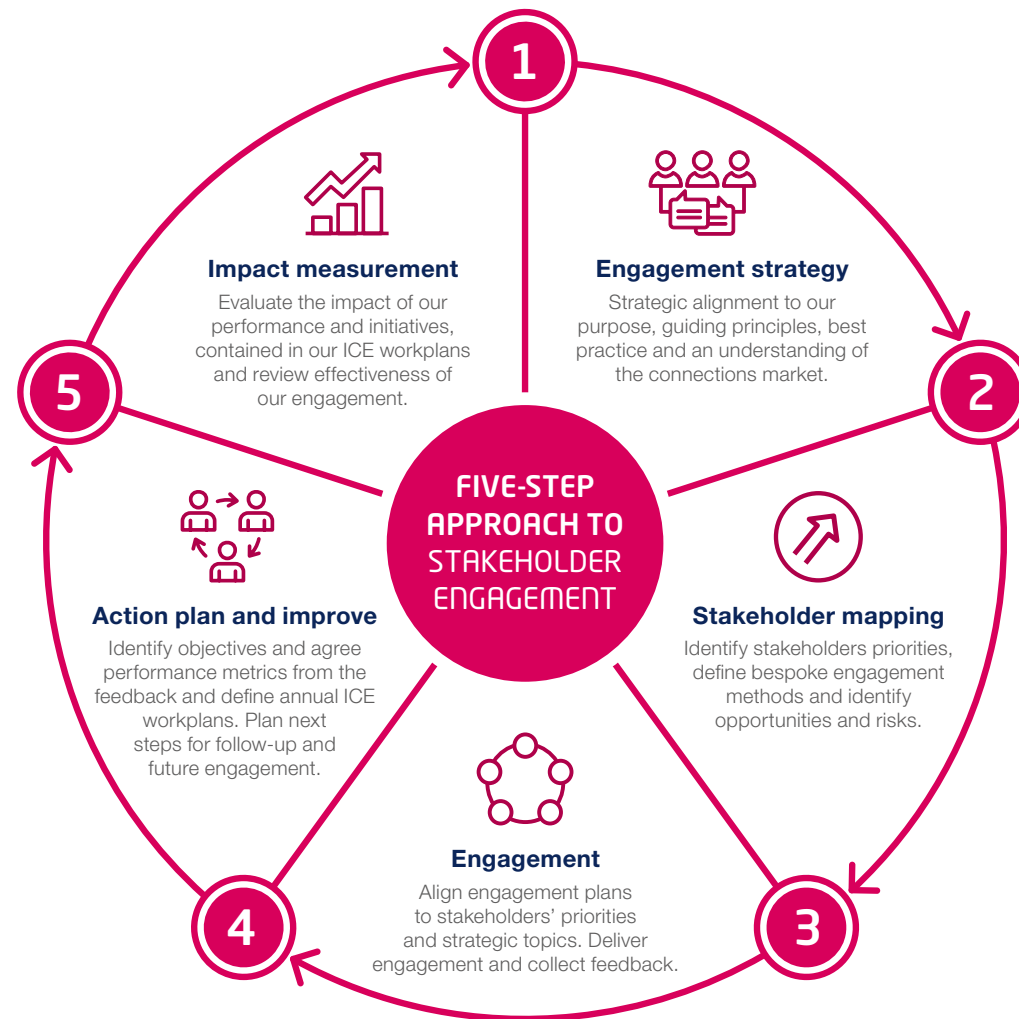 FIVE-STEP
APPROACH TO
STAKEHOLDER
ENGAGEMENT
1
Engagement strategy
Strategic alignment to our
purpose, guiding principles, best
practice and an understanding of
the connections market.
2
Stakeholder mapping
Identify stakeholders priorities,
define bespoke engagement
methods and identify
opportunities and risks.
3
Engagement
Align engagement plans
to stakeholders’ priorities
and strategic topics. Deliver
engagement and collect feedback.
4
Action plan and improve
Identify objectives and agree
performance metrics from the
feedback and define annual ICE
workplans. Plan next
steps for follow-up and
future engagement.
5
Impact measurement
Evaluate the impact of our
performance and initiatives,
contained in our ICE workplans
and review effectiveness of
our engagement.